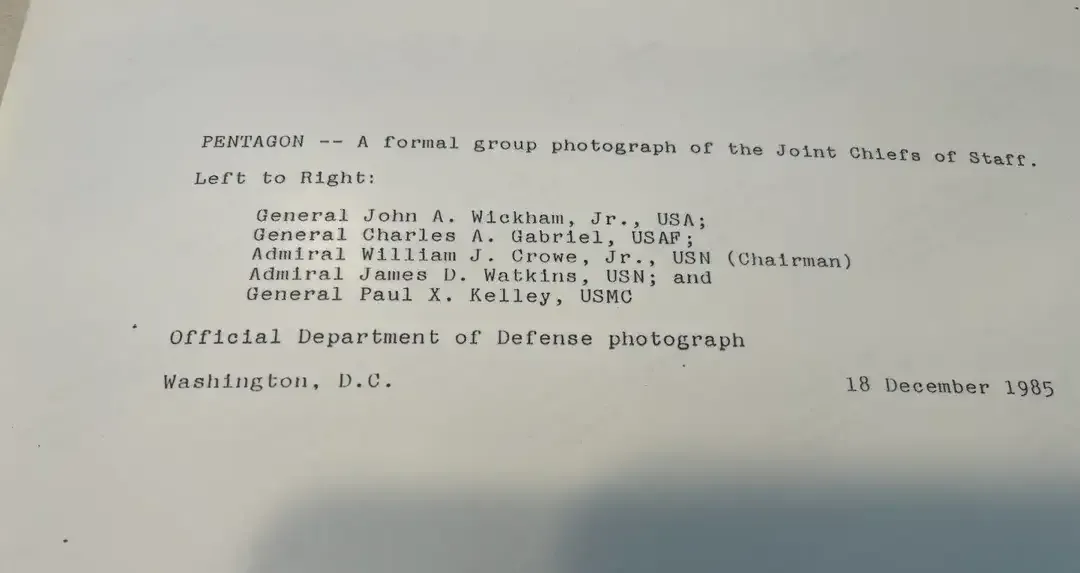 PENTAGON -- A formal group photograph of the Joint Chiefs of Staff.
Left to Right:
General John A. Wickham, Jr., USA;
General Charles A. Gabriel, USAF;
Admiral William J. Crowe, Jr., USN (Chairman)
Admiral James D. Watkins, USN; and
General Paul X. Kelley, USMC
Official Department of Defense photograph
Washington, D.C. 18 December 1985